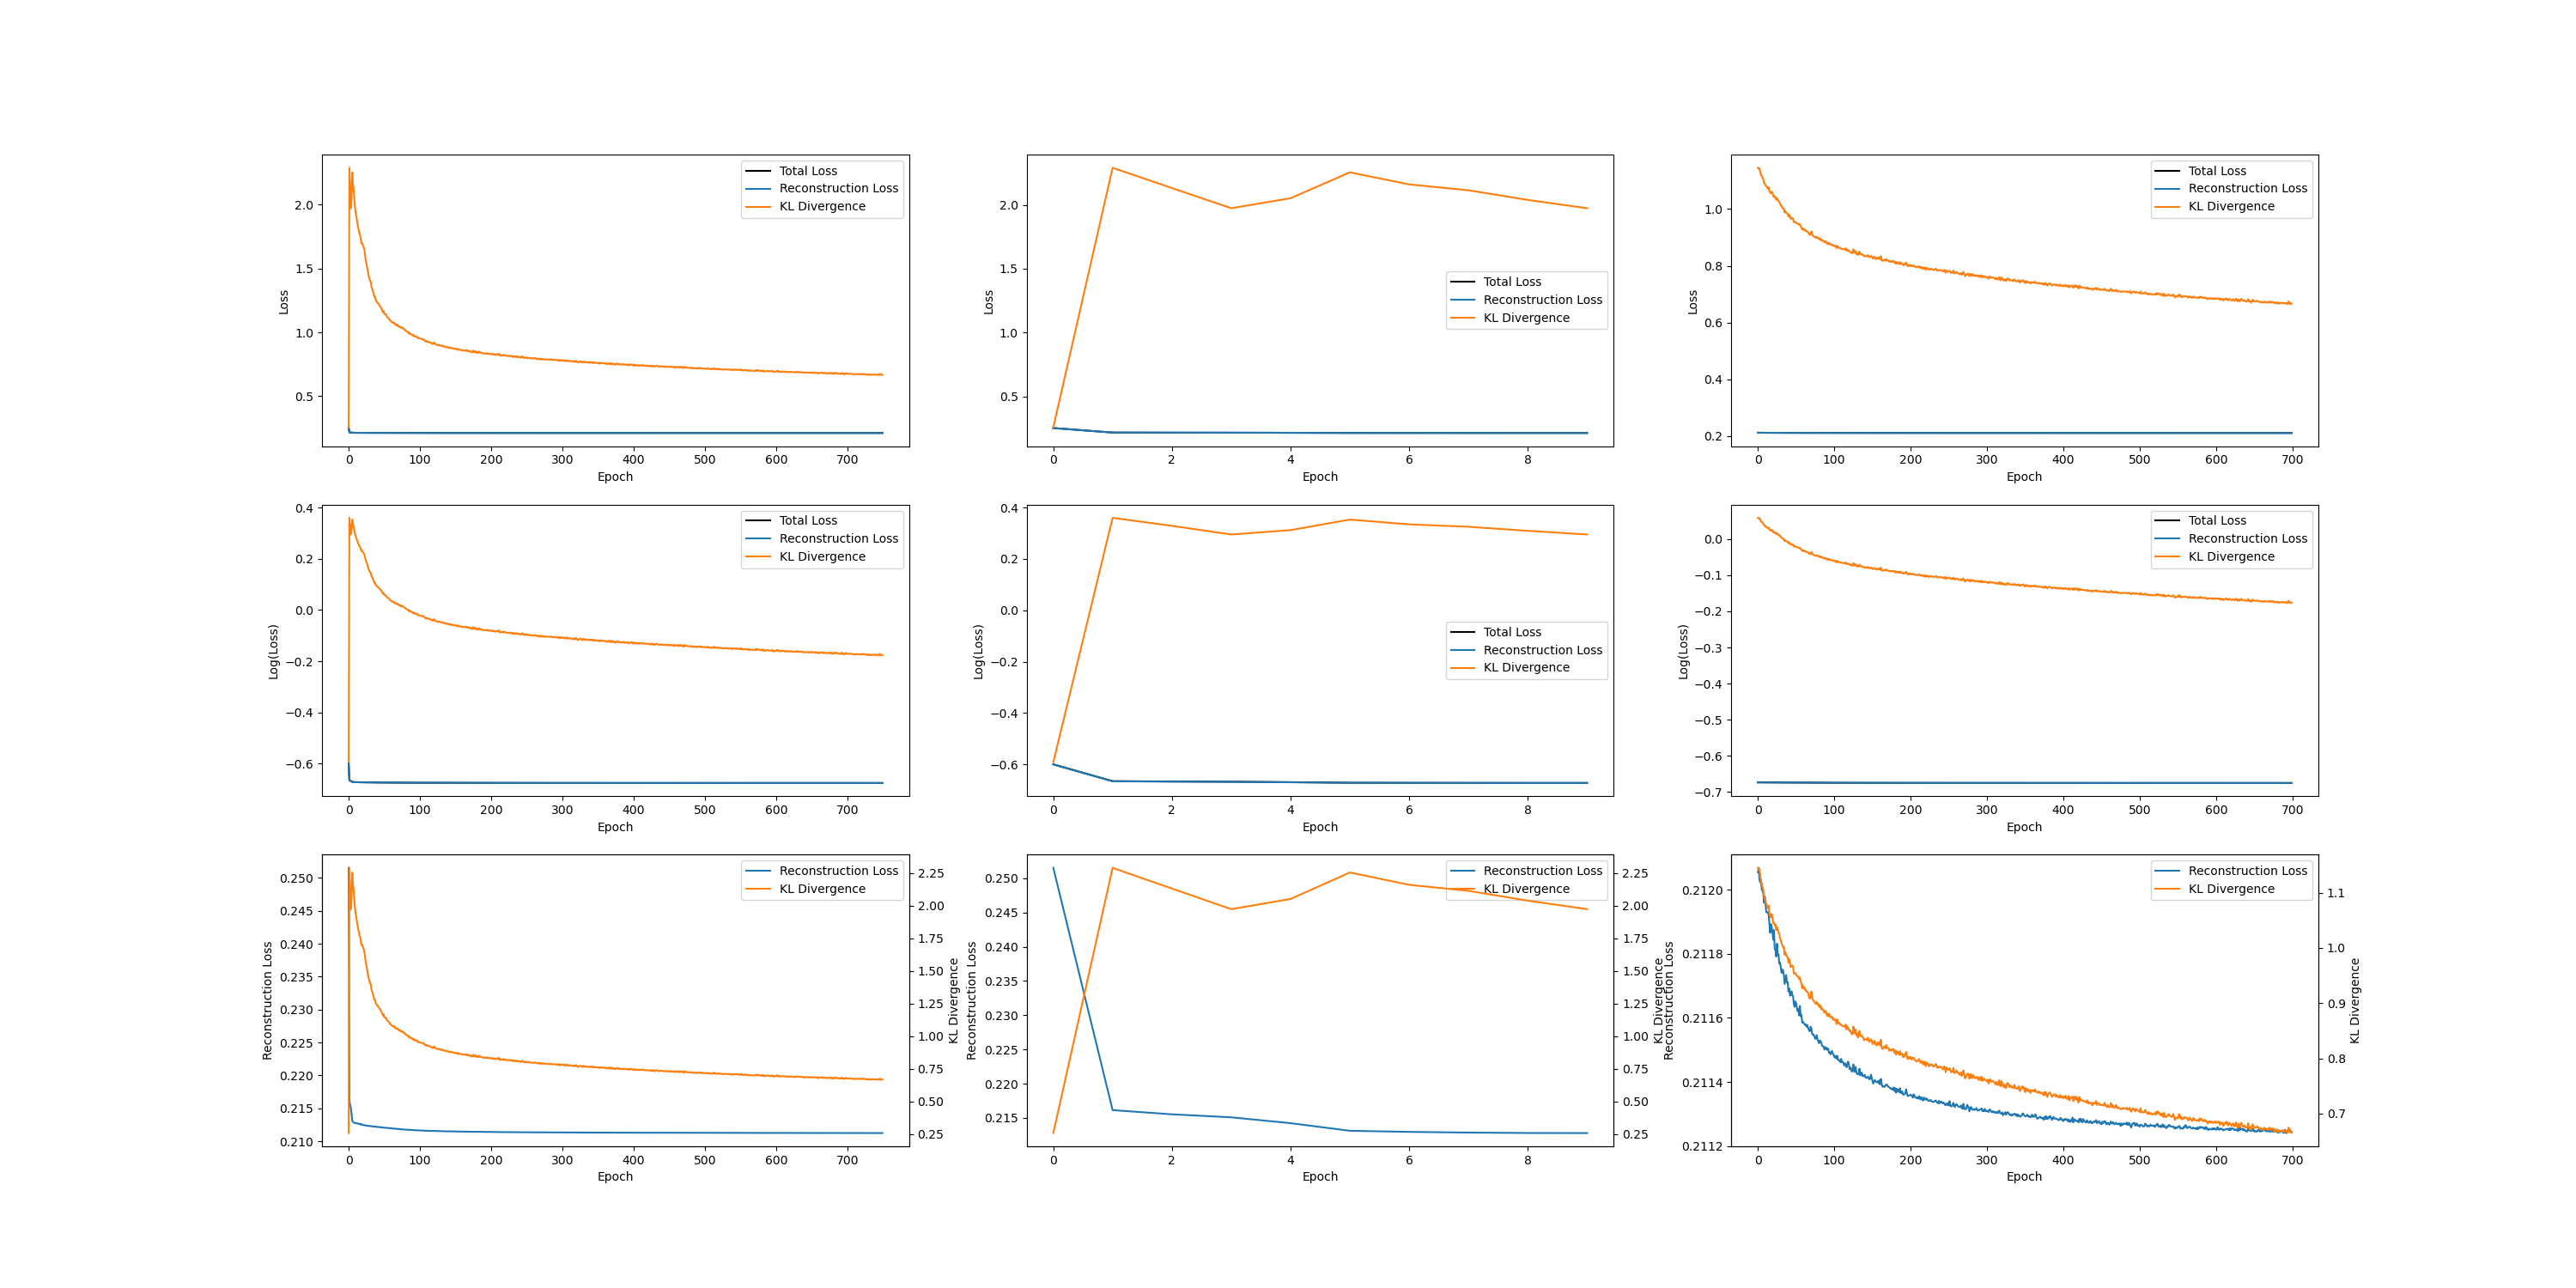 Total Loss
Reconstruction Loss
KL Divergence
2.0
1.5
1.0
0.5
Loss
0 100 200 300 400 500 600 700
Epoch
Total Loss
Reconstruction Loss
KL Divergence
2.0
1.5
1.0
0.5
Loss
0 2 4 6 8
Epoch
Total Loss
Reconstruction Loss
KL Divergence
1.0
0.8
0.6
0.4
0.2
Loss
0 100 200 300 400 500 600 700
Epoch
Total Loss
Reconstruction Loss
KL Divergence
0.4
0.2
0.0
−0.2
−0.4
−0.6
Log(Loss)
0 100 200 300 400 500 600 700
Epoch
Total Loss
Reconstruction Loss
KL Divergence
0.4
0.2
0.0
−0.2
−0.4
−0.6
Log(Loss)
0 2 4 6 8
Epoch
Total Loss
Reconstruction Loss
KL Divergence
0.0
−0.1
−0.2
−0.3
−0.4
−0.5
−0.6
−0.7
Log(Loss)
0 100 200 300 400 500 600 700
Epoch
Reconstruction Loss
KL Divergence
0.250
0.245
0.240
0.235
0.230
0.225
0.220
0.215
0.210
Reconstruction Loss
2.25
2.00
1.75
1.50
1.25
1.00
0.75
0.50
0.25
KL Divergence
0 100 200 300 400 500 600 700
Epoch
Reconstruction Loss
KL Divergence
0.250
0.245
0.240
0.235
0.230
0.225
0.220
0.215
Reconstruction Loss
2.25
2.00
1.75
1.50
1.25
1.00
0.75
0.50
0.25
KL Divergence
0 2 4 6 8
Epoch
Reconstruction Loss
KL Divergence
0.2120
0.2118
0.2116
0.2114
0.2112
Reconstruction Loss
1.1
1.0
0.9
0.8
0.7
KL Divergence
0 100 200 300 400 500 600 700
Epoch